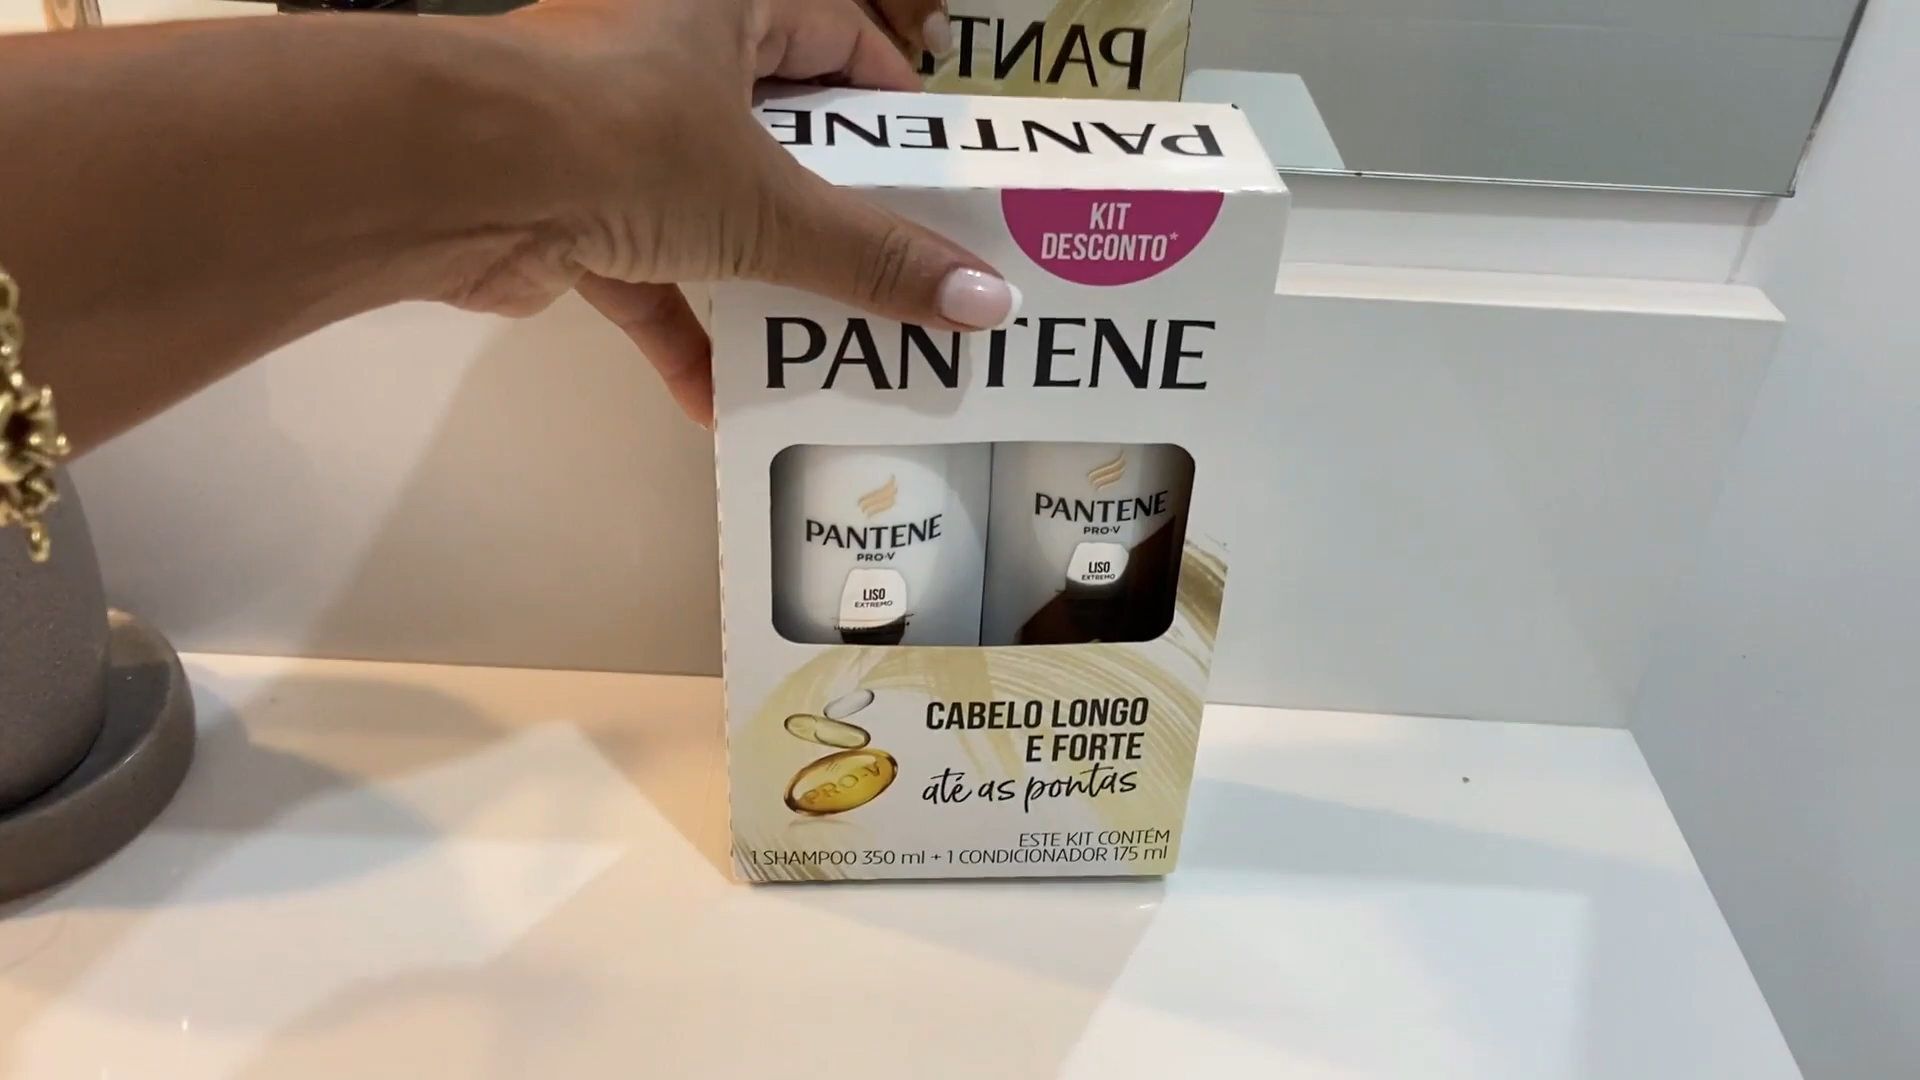 PANTE
PANTENE
KIT
DESCONTO*
PANTENE
PANTENE
PRO-V
LISO
EXTREMO
PANTENE
PRO-V
LISO
EXTREMO
PRO-V
CABELO LONGO
E FORTE
até as pontas
ESTE KIT CONTÉM
1 SHAMPOO 350 ml + 1 CONDICIONADOR 175 ml